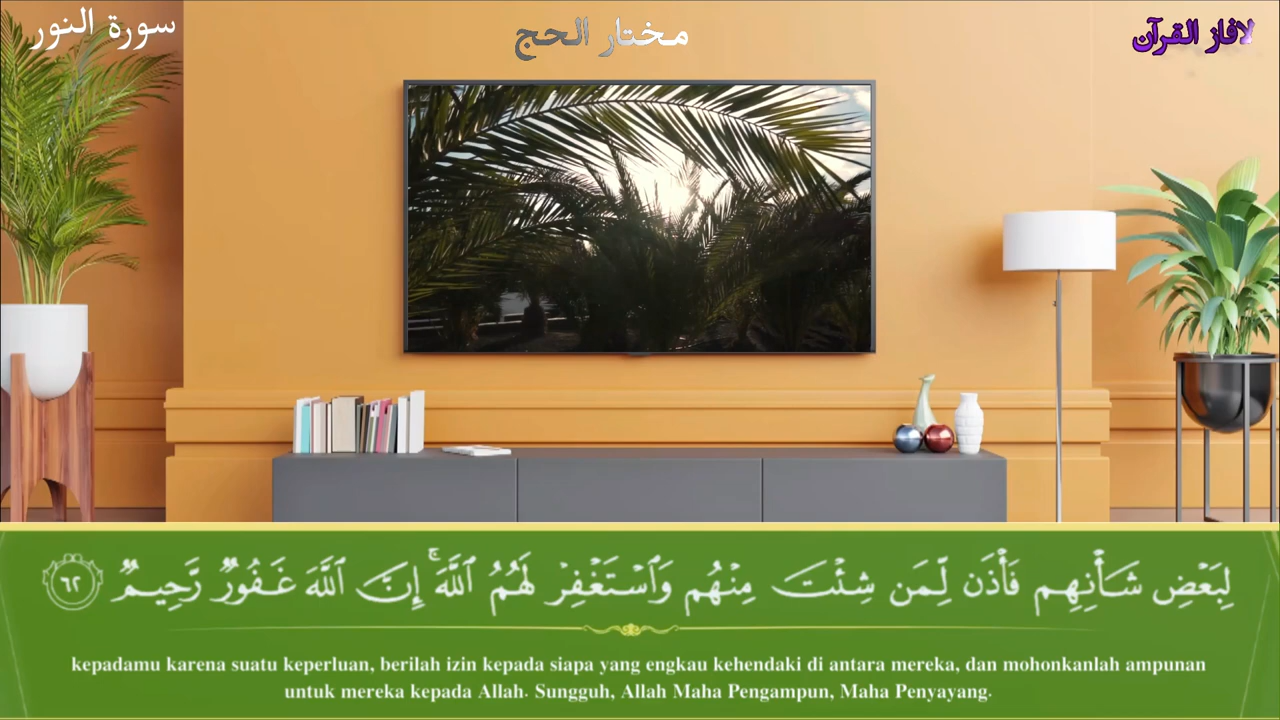 سورة النور
مختار الحج
لافاز القرآن
لِبَعْضِ شَأْنِهِمْ فَأْذَن لِّمَن شِئْتَ مِنْهُمْ وَٱسْتَغْفِرْ لَهُمُ ٱللَّهَ ۚ إِنَّ ٱللَّهَ غَفُورٌ رَّحِيمٌ ٦٢
kepadamu karena suatu keperluan, berilah izin kepada siapa yang engkau kehendaki di antara mereka, dan mohonkanlah ampunan
untuk mereka kepada Allah. Sungguh, Allah Maha Pengampun, Maha Penyayang.